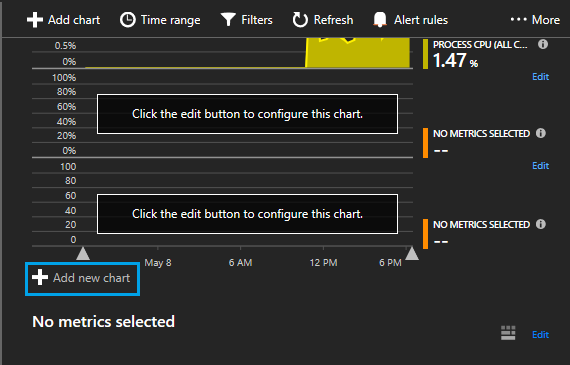 Add chart Time range Filters Refresh Alert rules ... More
0.5%
0%
PROCESS CPU (ALL C...
1.47 %
Edit
100%
80%
60%
40%
20%
0%
Click the edit button to configure this chart.
NO METRICS SELECTED
--
Edit
100
80
60
40
20
0
Click the edit button to configure this chart.
NO METRICS SELECTED
--
May 8 6 AM 12 PM 6 PM
Add new chart
No metrics selected
Edit